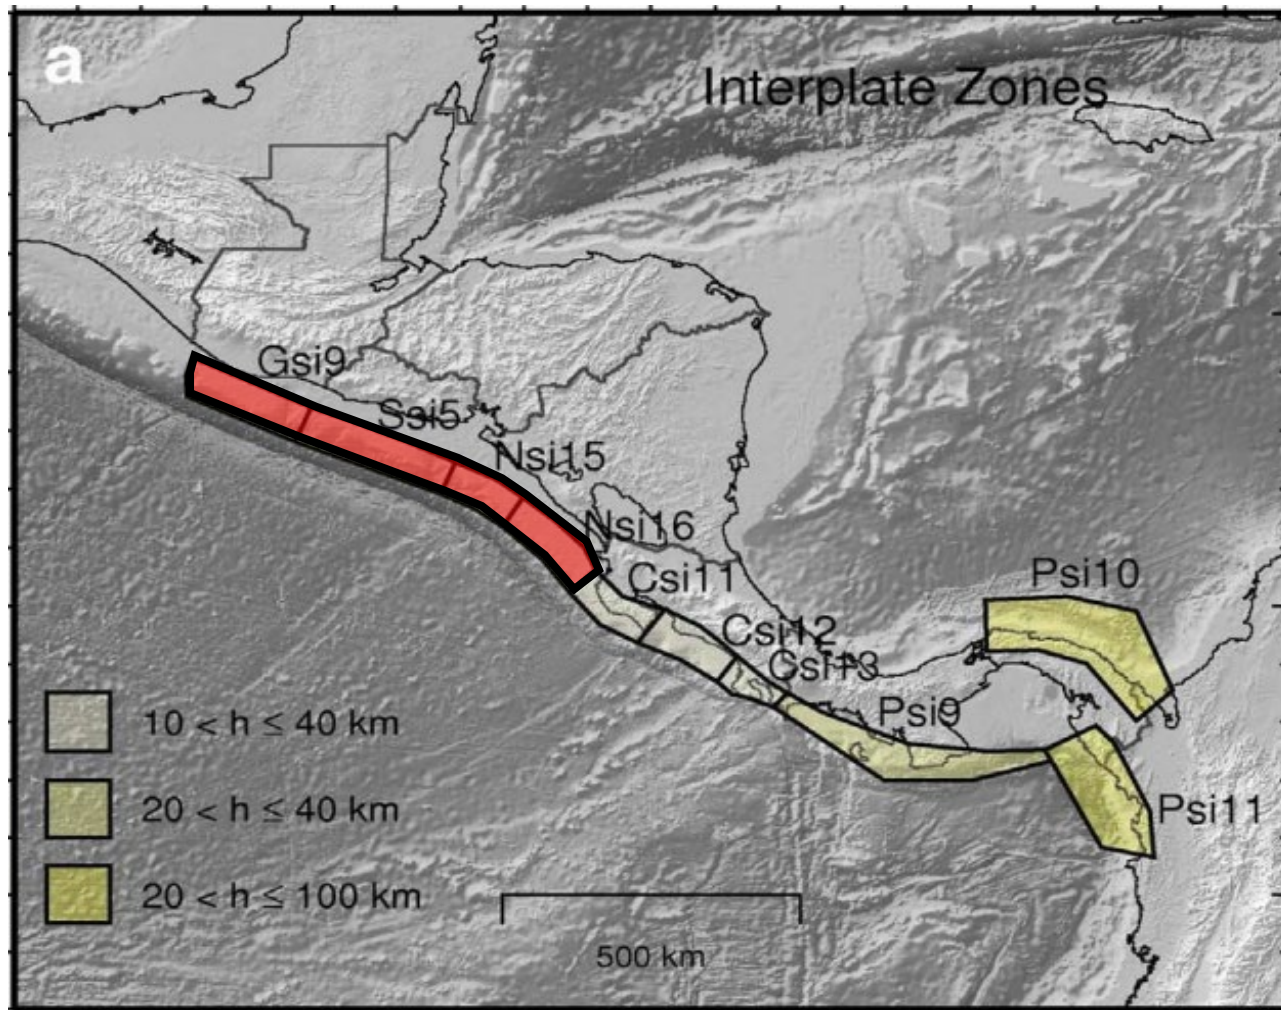 a
Interplate Zones
Gsi9
Ssi5
Nsi15
Nsi16
Csi11
Psi10
Csi12
Csi13
Psi9
Psi11
10 < h ≤ 40 km
20 < h ≤ 40 km
20 < h ≤ 100 km
500 km